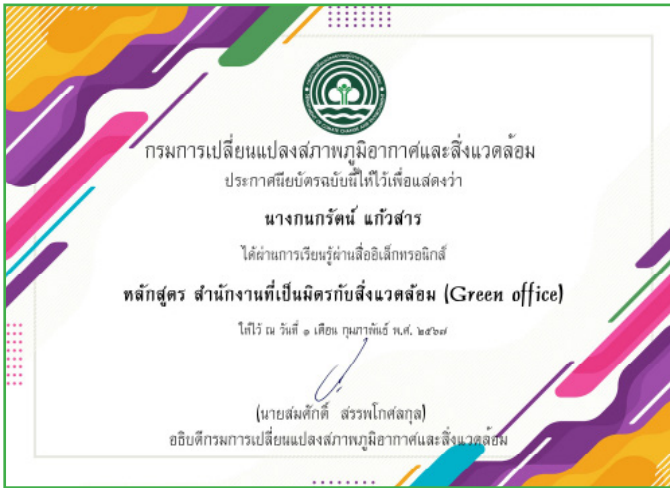 กรมการเปลี่ยนแปลงสภาพภูมิอากาศและสิ่งแวดล้อม
ประกาศนียบัตรฉบับนี้ให้ไว้เพื่อแสดงว่า
นางกนกรัตน์ แก้วสาร
ได้ผ่านการเรียนรู้ผ่านสื่ออิเล็กทรอนิกส์
หลักสูตร สำนักงานที่เป็นมิตรกับสิ่งแวดล้อม (Green office)
ให้ไว้ ณ วันที่ ๑ เดือน กุมภาพันธ์ พ.ศ. ๒๕๖๗
(นายสมศักดิ์ สรรพโกศลกุล)
อธิบดีกรมการเปลี่ยนแปลงสภาพภูมิอากาศและสิ่งแวดล้อม